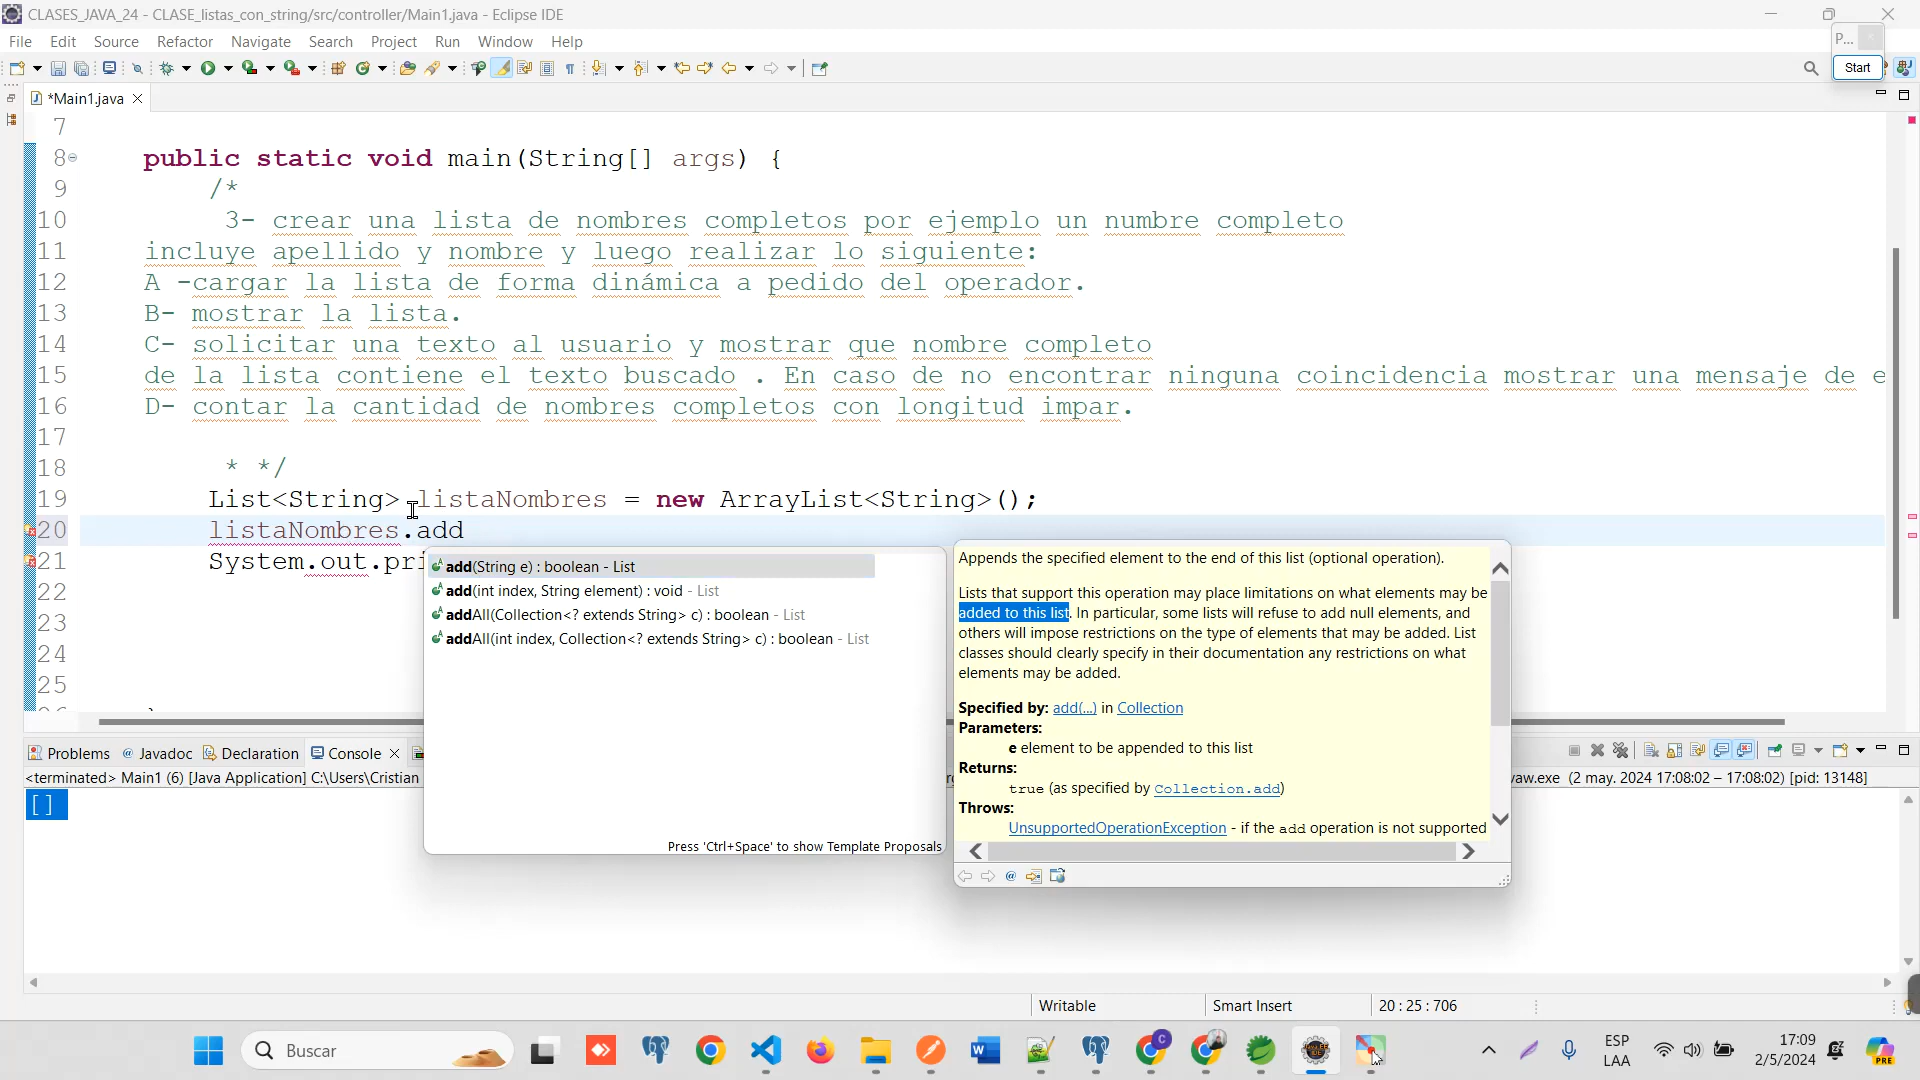 CLASES_JAVA_24 - CLASE_listas_con_string/src/controller/Main1.java - Eclipse IDE
File Edit Source Refactor Navigate Search Project Run Window Help
P...
Start
*Main1.java
7
8 public static void main(String[] args) {
9 /*
10 3- crear una lista de nombres completos por ejemplo un numbre completo
11 incluye apellido y nombre y luego realizar lo siguiente:
12 A -cargar la lista de forma dinámica a pedido del operador.
13 B- mostrar la lista.
14 C- solicitar una texto al usuario y mostrar que nombre completo
15 de la lista contiene el texto buscado . En caso de no encontrar ninguna coincidencia mostrar una mensaje de e
16 D- contar la cantidad de nombres completos con longitud impar.
17
18 * */
19 List<String> listaNombres = new ArrayList<String>();
20 listaNombres.add
21 System.out.pri
22
23
24
25
add(String e) : boolean - List
add(int index, String element) : void - List
addAll(Collection<? extends String> c) : boolean - List
addAll(int index, Collection<? extends String> c) : boolean - List
Press 'Ctrl+Space' to show Template Proposals
Appends the specified element to the end of this list (optional operation).
Lists that support this operation may place limitations on what elements may be
added to this list. In particular, some lists will refuse to add null elements, and
others will impose restrictions on the type of elements that may be added. List
classes should clearly specify in their documentation any restrictions on what
elements may be added.
Specified by: add(...) in Collection
Parameters:
e element to be appended to this list
Returns:
true (as specified by Collection.add)
Throws:
UnsupportedOperationException - if the add operation is not supported
Problems Javadoc Declaration Console
<terminated> Main1 (6) [Java Application] C:\Users\Cristian
vaw.exe (2 may. 2024 17:08:02 – 17:08:02) [pid: 13148]
[]
Writable Smart Insert 20 : 25 : 706
Buscar
ESP
LAA
17:09
2/5/2024
PRE